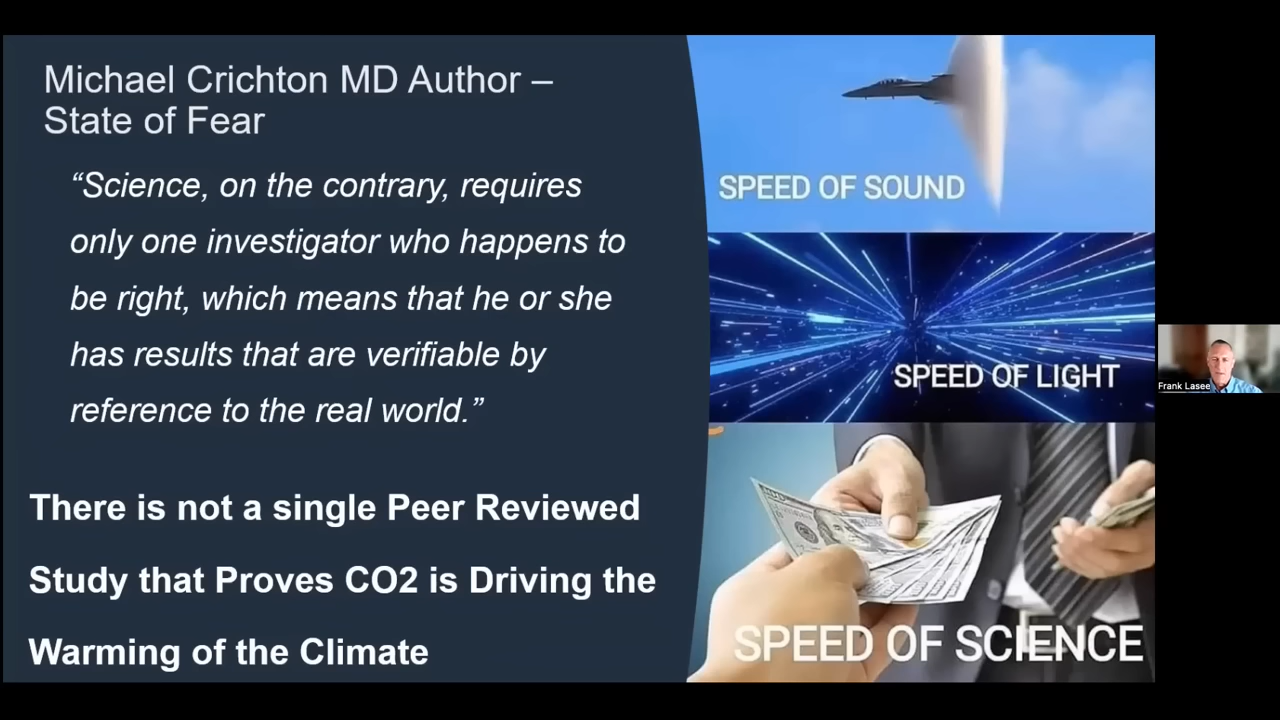 Michael Crichton MD Author –
State of Fear
“Science, on the contrary, requires
only one investigator who happens to
be right, which means that he or she
has results that are verifiable by
reference to the real world.”
There is not a single Peer Reviewed
Study that Proves CO2 is Driving the
Warming of the Climate
SPEED OF SOUND
SPEED OF LIGHT
SPEED OF SCIENCE
Frank Lasee